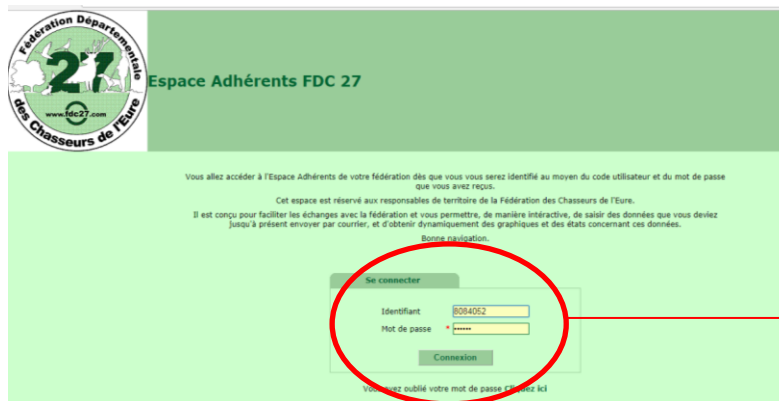 Fédération Départementale
27
www.fdc27.com
des Chasseurs de l'Eure
Espace Adhérents FDC 27
Vous allez accéder à l'Espace Adhérents de votre fédération dès que vous vous serez identifié au moyen du code utilisateur et du mot de passe
que vous avez reçus.
Cet espace est réservé aux responsables de territoire de la Fédération des Chasseurs de l'Eure.
Il est conçu pour faciliter les échanges avec la fédération et vous permettre, de manière intéractive, de saisir des données que vous deviez
jusqu'à présent envoyer par courrier, et d'obtenir dynamiquement des graphiques et des états concernant ces données.
Bonne navigation.
Se connecter
Identifiant 8084052
Mot de passe * ••••••
Connexion
Vous avez oublié votre mot de passe Cliquez ici